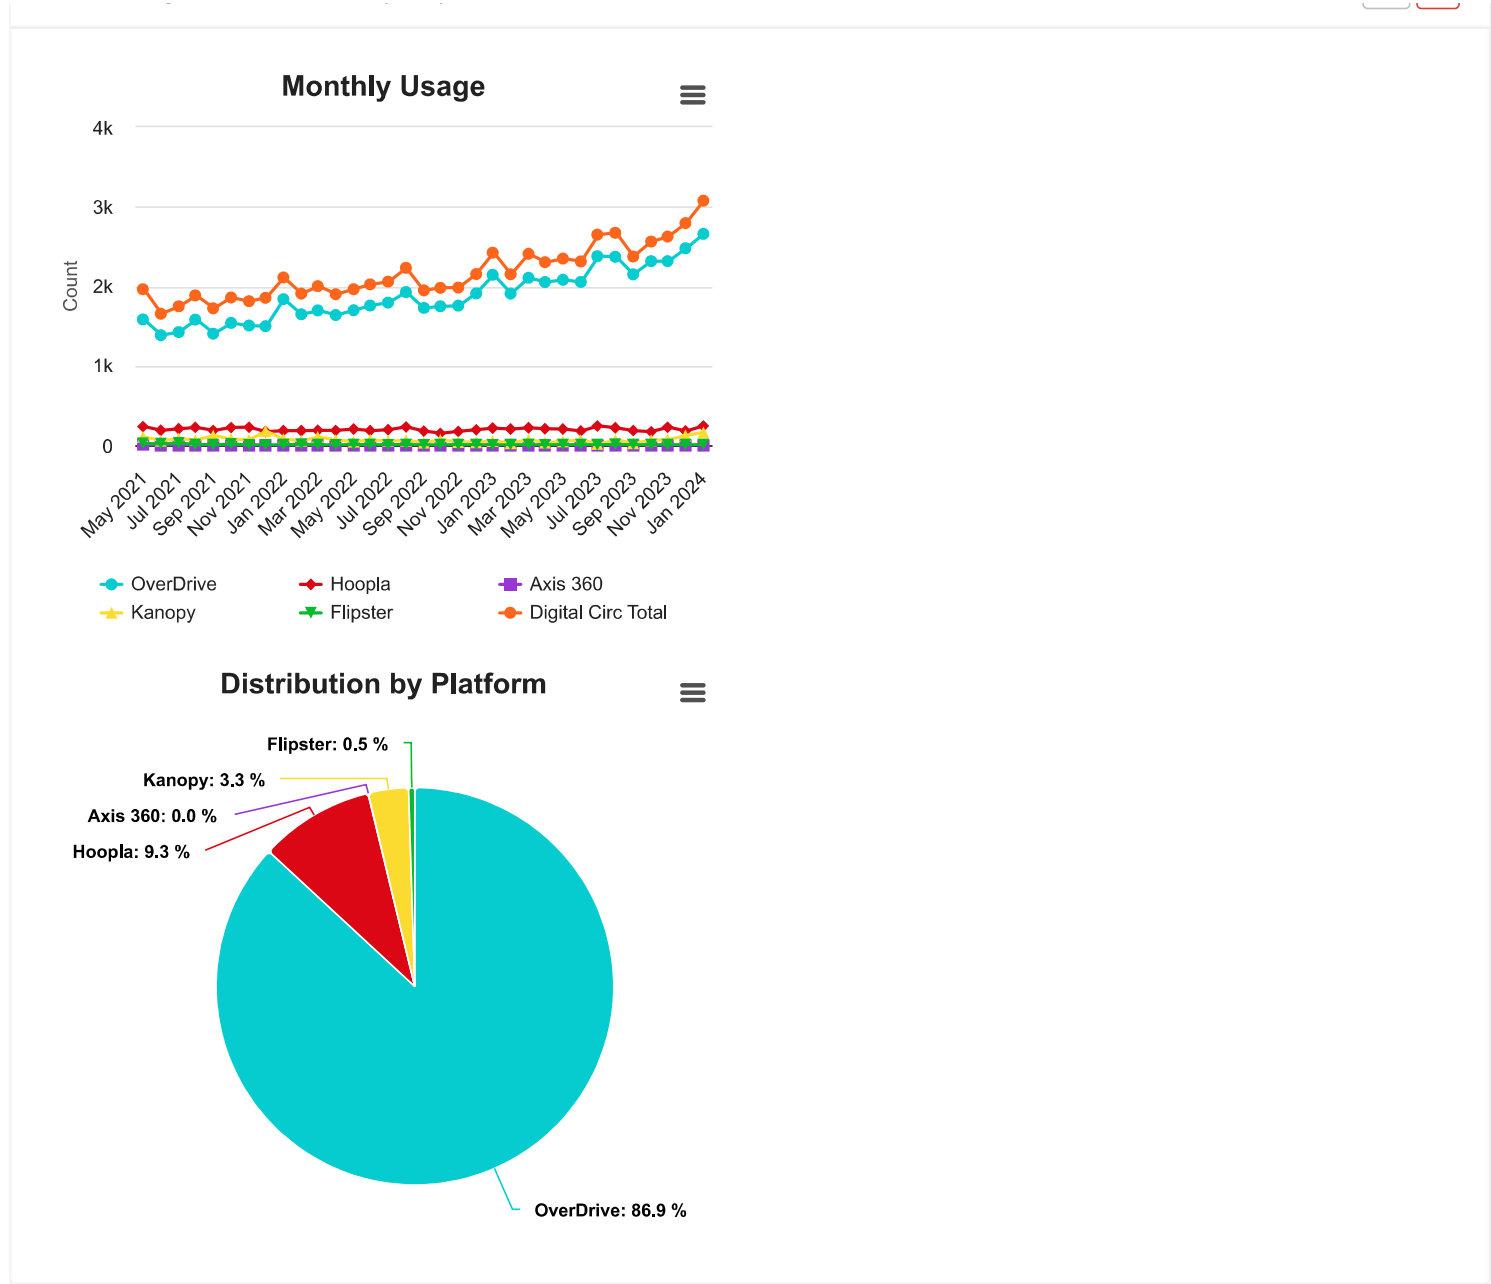 Monthly Usage
4k
3k
2k
1k
0
Count
May 2021
Jul 2021
Sep 2021
Nov 2021
Jan 2022
Mar 2022
May 2022
Jul 2022
Sep 2022
Nov 2022
Jan 2023
Mar 2023
May 2023
Jul 2023
Sep 2023
Nov 2023
Jan 2024
OverDrive Hoopla Axis 360
Kanopy Flipster Digital Circ Total
Distribution by Platform
Flipster: 0.5 %
Kanopy: 3.3 %
Axis 360: 0.0 %
Hoopla: 9.3 %
OverDrive: 86.9 %